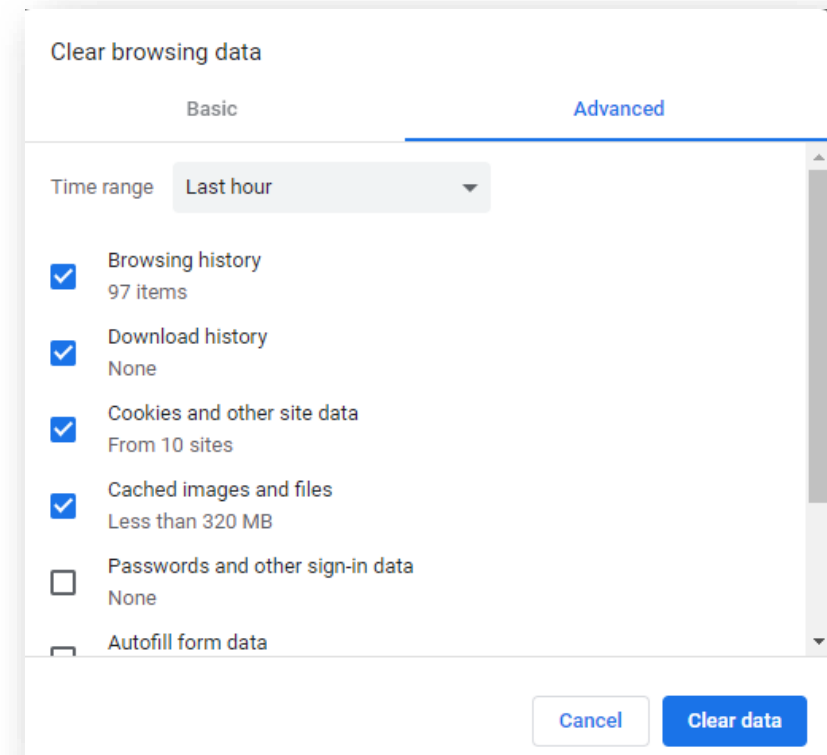 Clear browsing data
Basic
Advanced
Time range
Last hour
Browsing history
97 items
Download history
None
Cookies and other site data
From 10 sites
Cached images and files
Less than 320 MB
Passwords and other sign-in data
None
Autofill form data
Cancel
Clear data